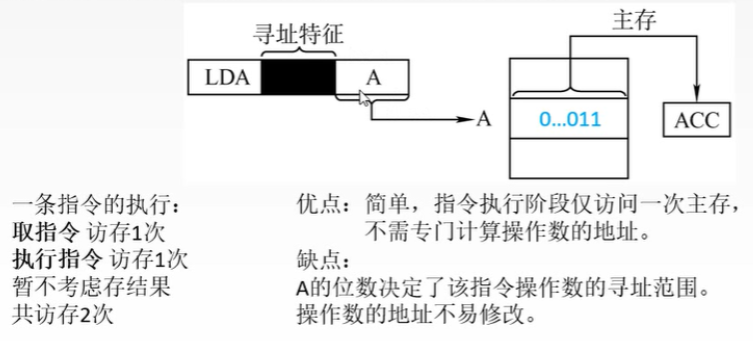 寻址特征
主存
LDA
A
A
0...011
ACC
一条指令的执行：
取指令 访存1次
执行指令 访存1次
暂不考虑存结果
共访存2次
优点：简单，指令执行阶段仅访问一次主存，
不需专门计算操作数的地址。
缺点：
A的位数决定了该指令操作数的寻址范围。
操作数的地址不易修改。